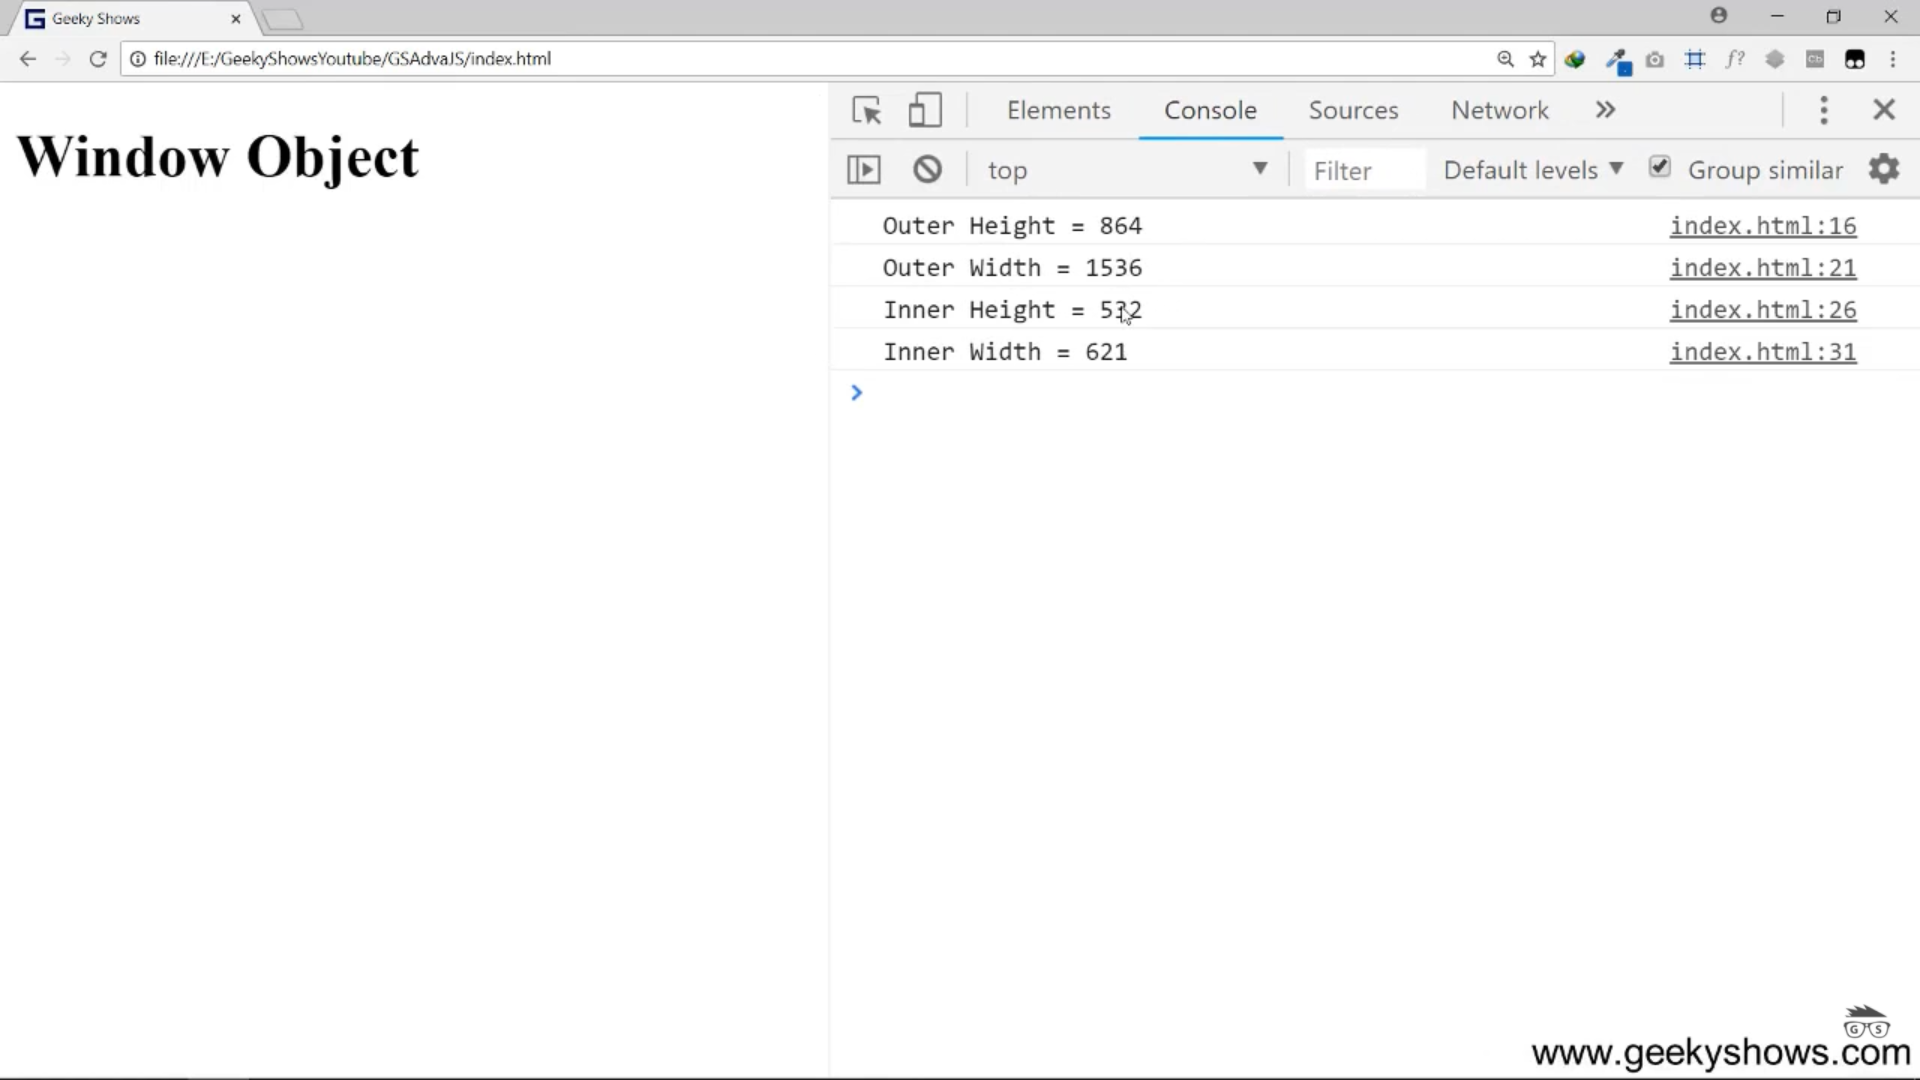 Geeky Shows
file:///E:/GeekyShowsYoutube/GSAdvaJS/index.html
f?
Cb
Window Object
Elements Console Sources Network
top Filter Default levels Group similar
Outer Height = 864 index.html:16
Outer Width = 1536 index.html:21
Inner Height = 532 index.html:26
Inner Width = 621 index.html:31
G S
www.geekyshows.com